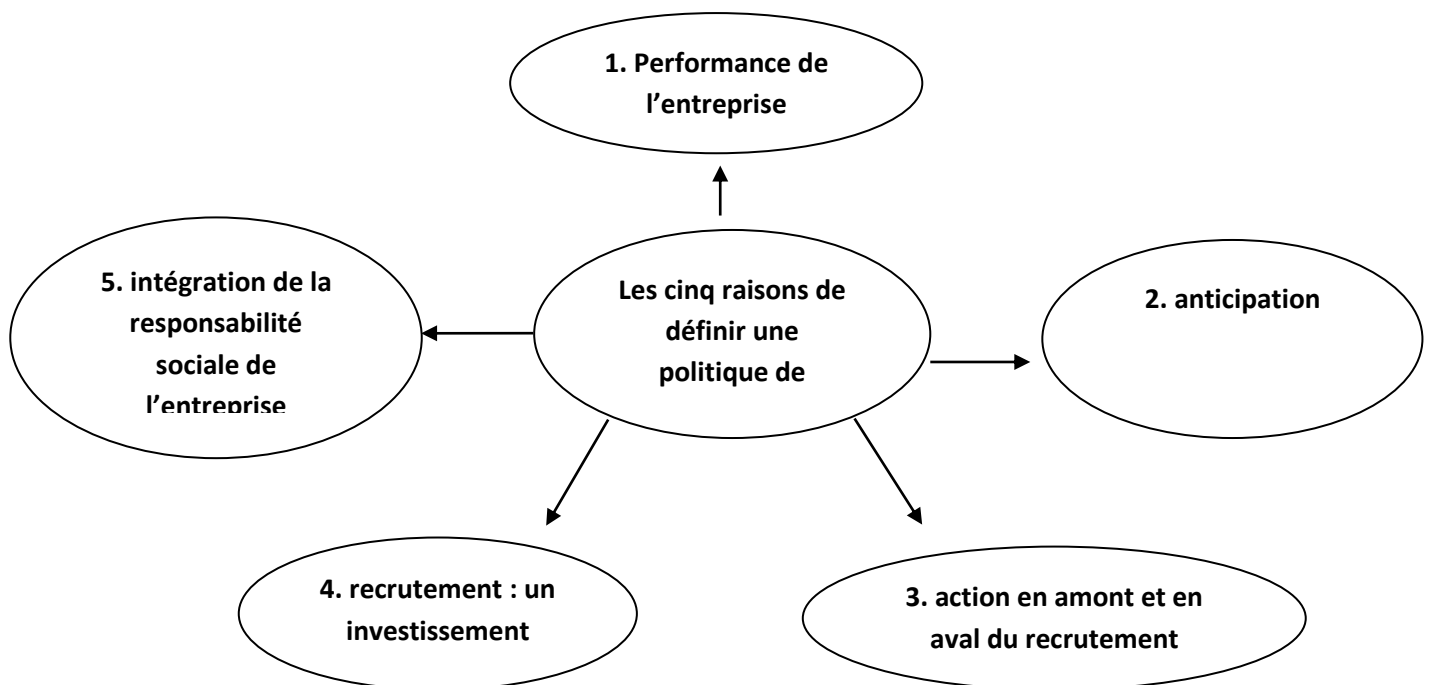 1. Performance de
l’entreprise
5. intégration de la
responsabilité
sociale de
l’entreprise
Les cinq raisons de
définir une
politique de
2. anticipation
4. recrutement : un
investissement
3. action en amont et en
aval du recrutement